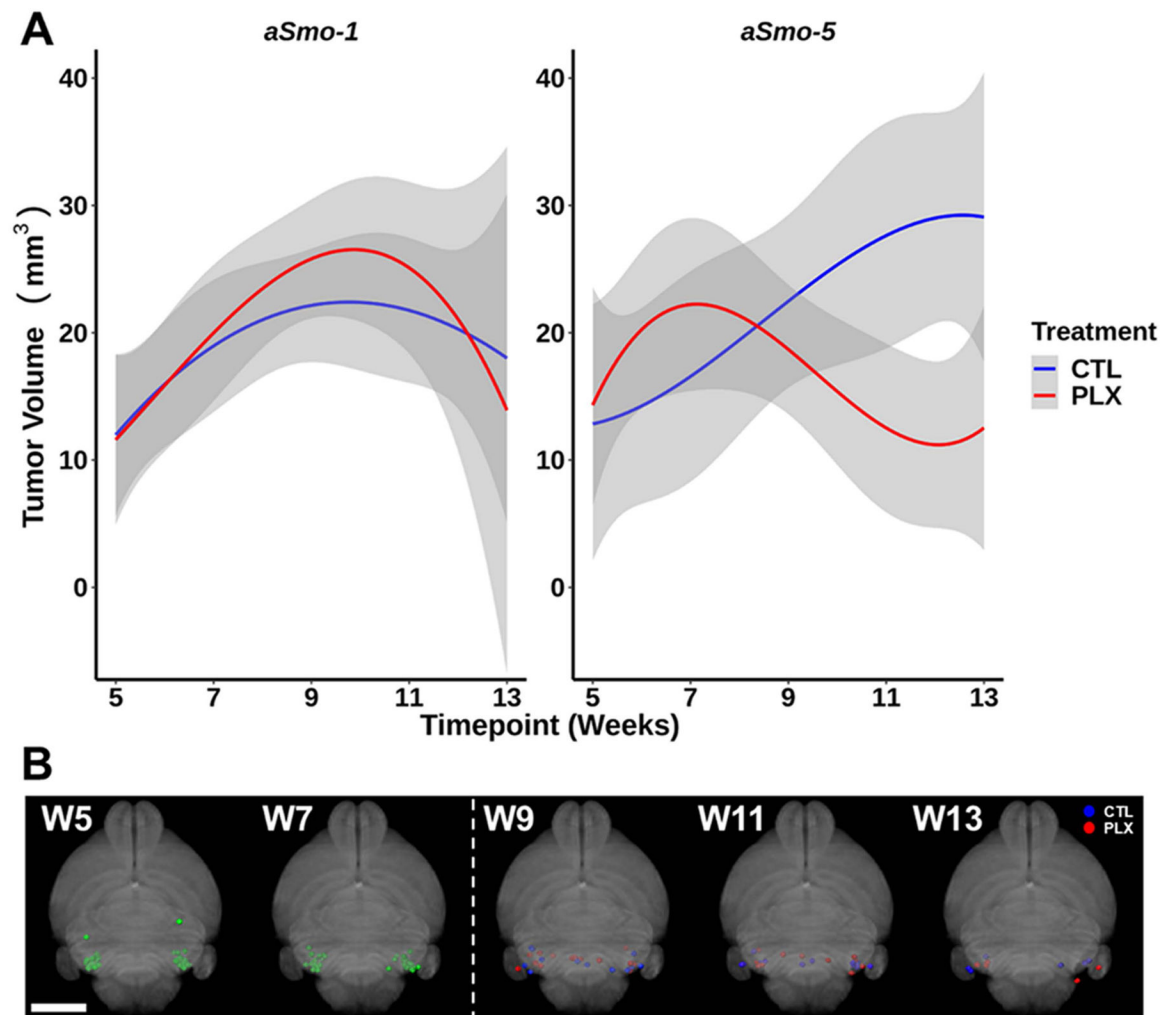 A
aSmo-1
aSmo-5
Tumor Volume (mm³)
40
30
20
10
0
40
30
20
10
0
5 7 9 11 13
5 7 9 11 13
Timepoint (Weeks)
Treatment
CTL
PLX
B
W5 W7 W9 W11 W13
CTL
PLX